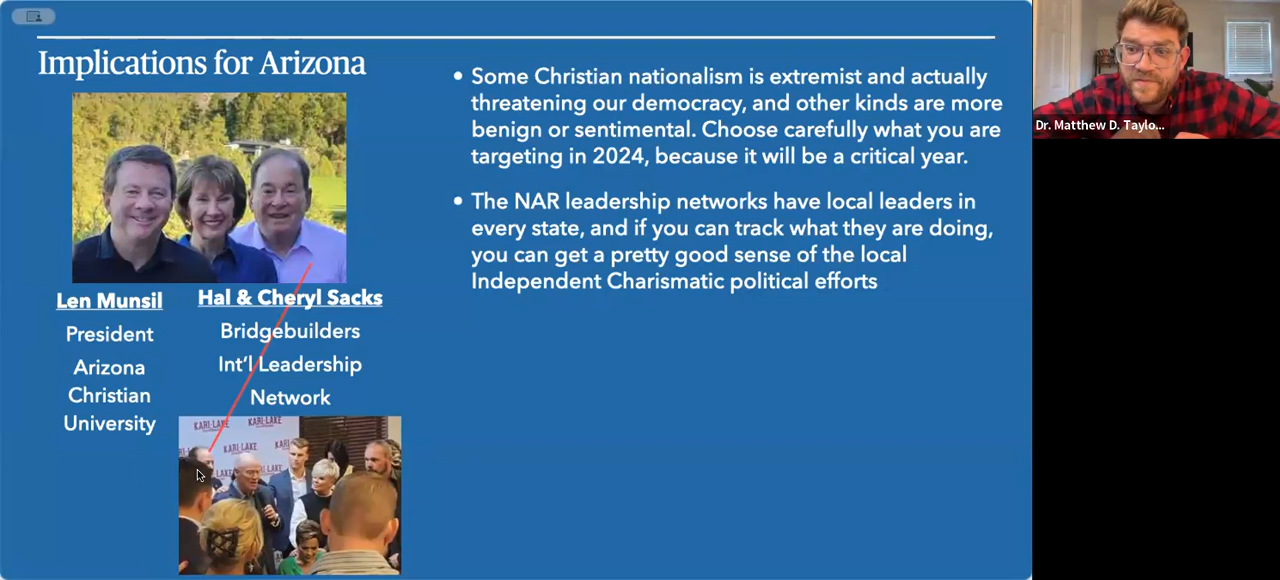 Implications for Arizona
• Some Christian nationalism is extremist and actually
threatening our democracy, and other kinds are more
benign or sentimental. Choose carefully what you are
targeting in 2024, because it will be a critical year.
• The NAR leadership networks have local leaders in
every state, and if you can track what they are doing,
you can get a pretty good sense of the local
Independent Charismatic political efforts
Len Munsil
President
Arizona
Christian
University
Hal & Cheryl Sacks
Bridgebuilders
Int'l Leadership
Network
KARI LAKE
KARI LAKE
KARI LAKE
Dr. Matthew D. Taylo...